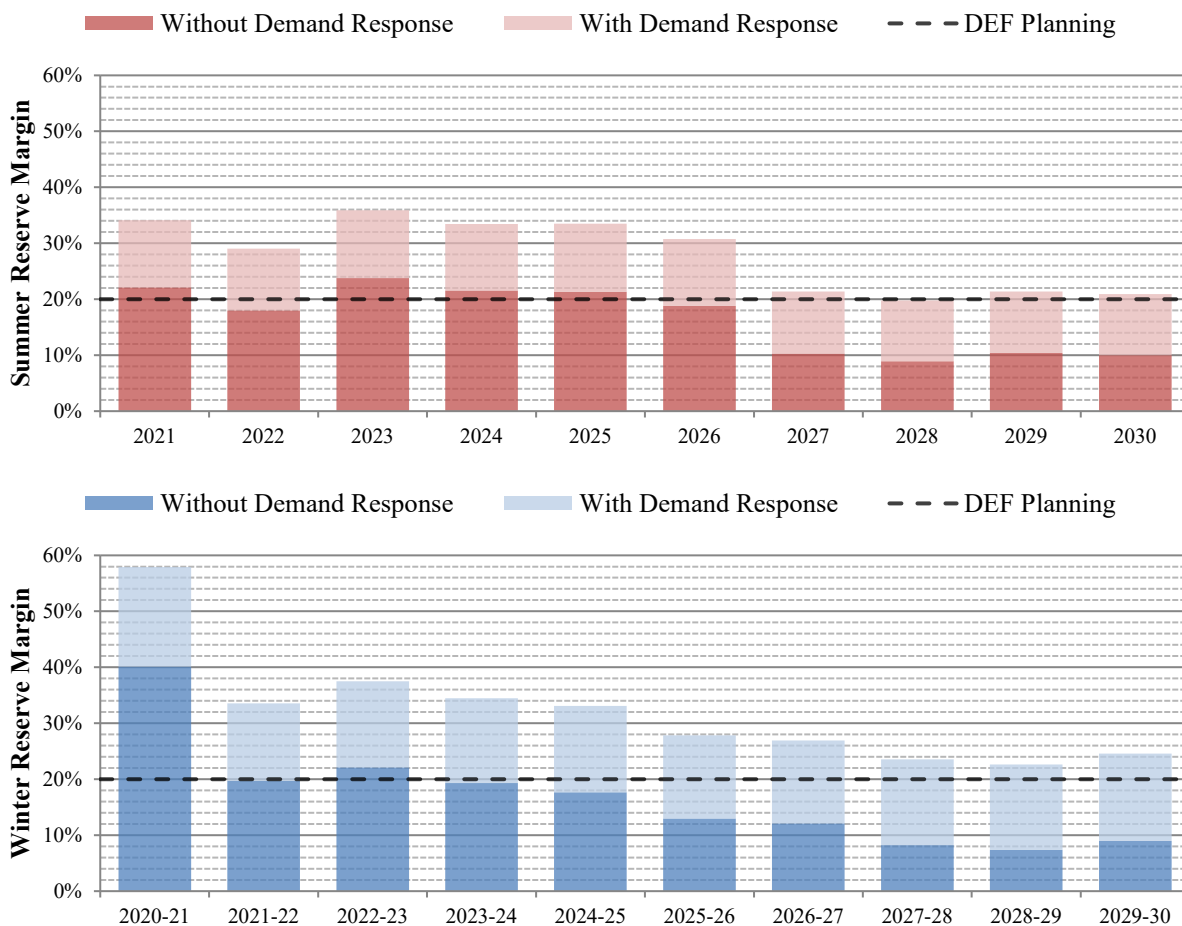 Without Demand Response With Demand Response DEF Planning
Summer Reserve Margin
60%
50%
40%
30%
20%
10%
0%
2021 2022 2023 2024 2025 2026 2027 2028 2029 2030
Without Demand Response With Demand Response DEF Planning
Winter Reserve Margin
60%
50%
40%
30%
20%
10%
0%
2020-21 2021-22 2022-23 2023-24 2024-25 2025-26 2026-27 2027-28 2028-29 2029-30